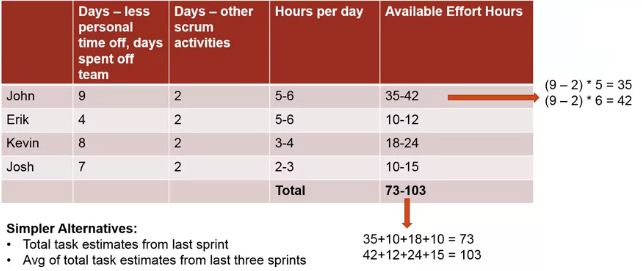 Days – less personal time off, days spent off team
Days – other scrum activities
Hours per day
Available Effort Hours
John 9 2 5-6 35-42
(9 – 2) * 5 = 35
(9 – 2) * 6 = 42
Erik 4 2 5-6 10-12
Kevin 8 2 3-4 18-24
Josh 7 2 2-3 10-15
Total 73-103
35+10+18+10 = 73
42+12+24+15 = 103
Simpler Alternatives:
• Total task estimates from last sprint
• Avg of total task estimates from last three sprints